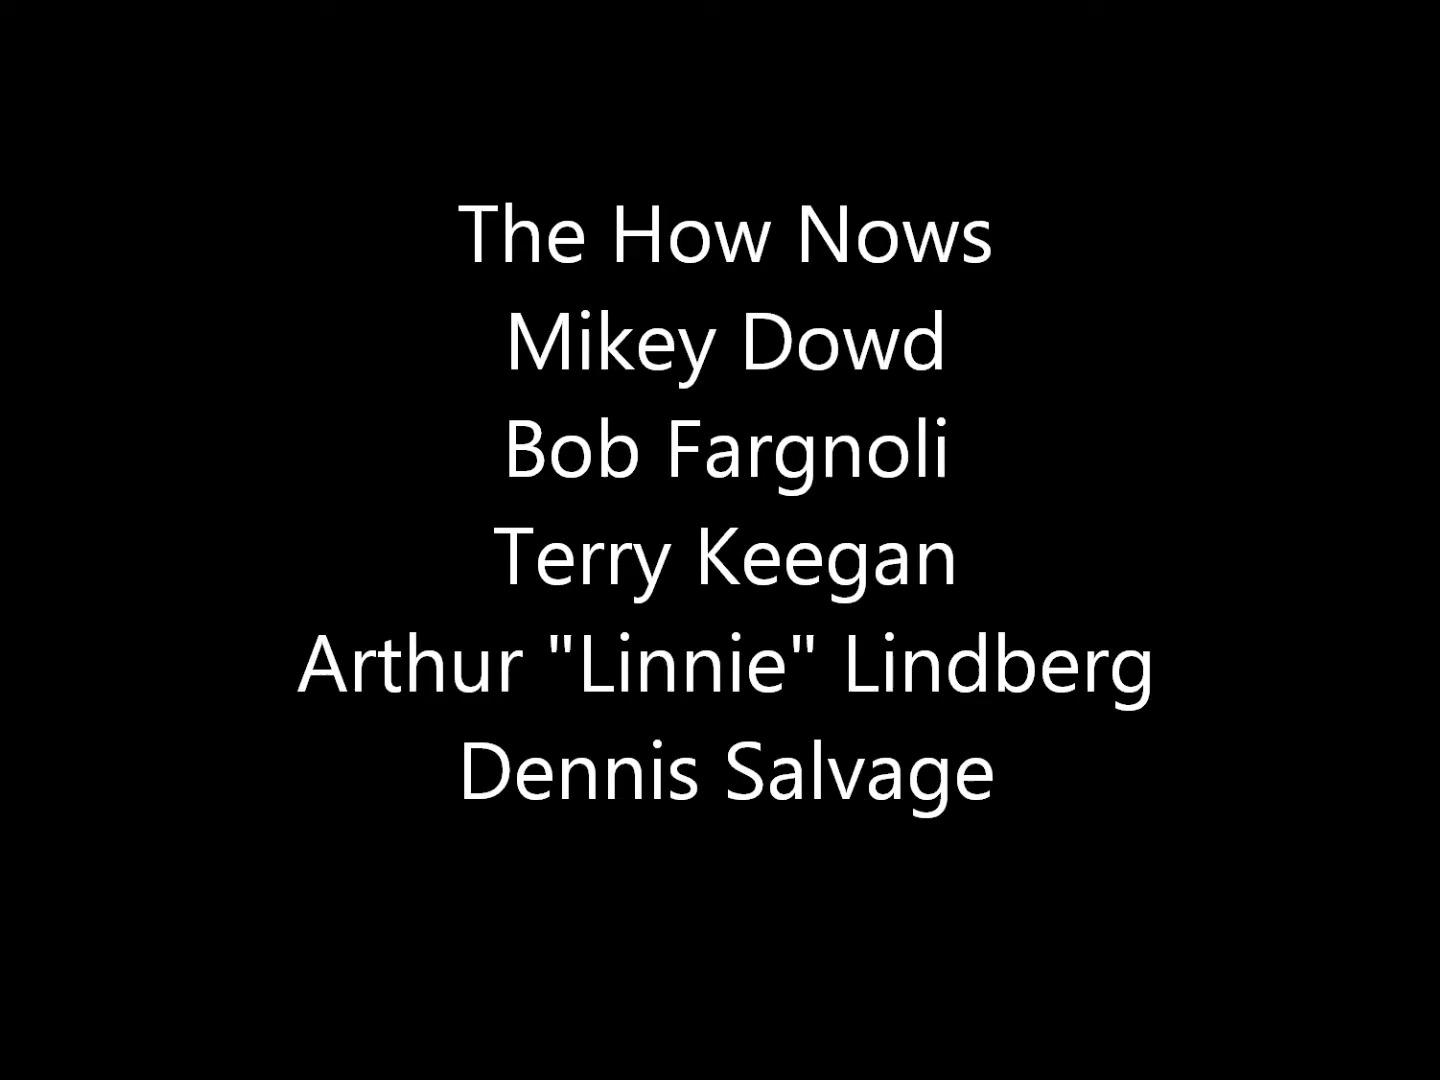 The How Nows
Mikey Dowd
Bob Fargnoli
Terry Keegan
Arthur "Linnie" Lindberg
Dennis Salvage